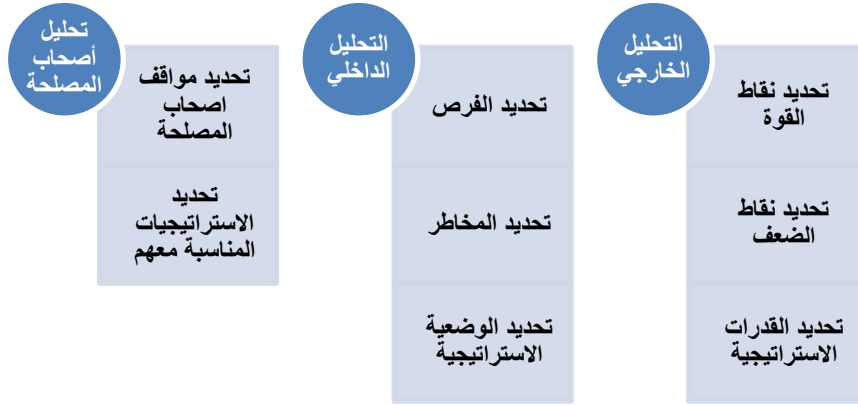 التحليل
الخارجي
تحديد نقاط
القوة
تحديد نقاط
الضعف
تحديد القدرات
الاستراتيجية
التحليل
الداخلي
تحديد الفرص
تحديد المخاطر
تحديد الوضعية
الاستراتيجية
تحليل
أصحاب
المصلحة
تحديد مواقف
اصحاب
المصلحة
تحديد
الاستراتيجيات
المناسبة معهم